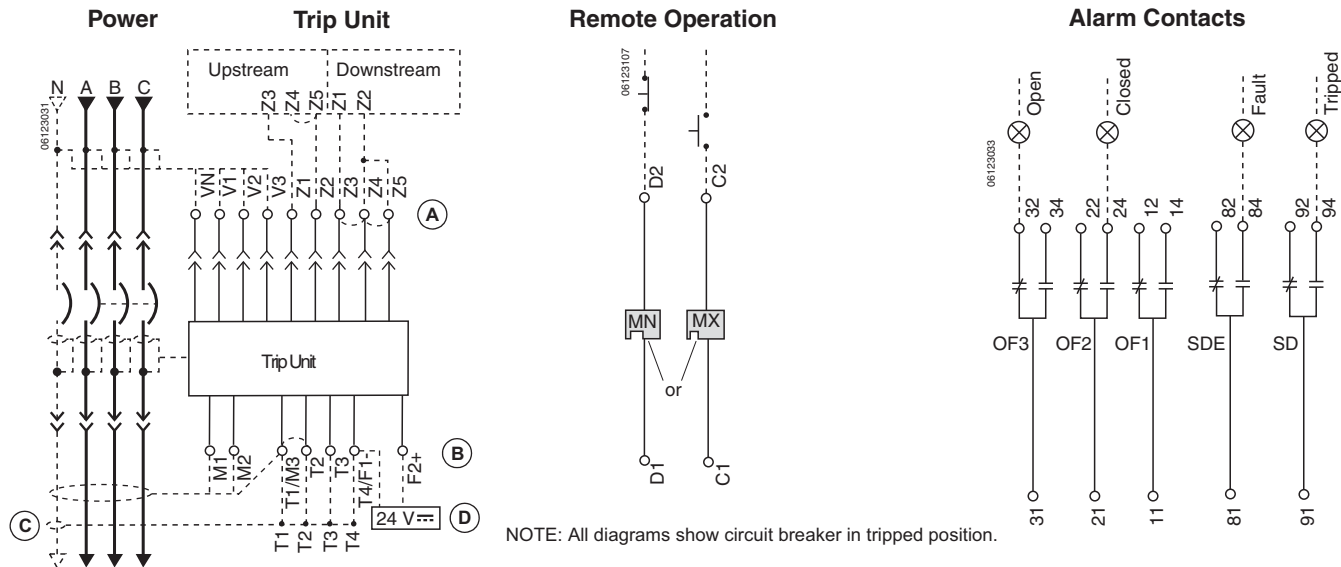 Power
Trip Unit
Remote Operation
Alarm Contacts
Upstream
Downstream
Z3
Z4
Z5
Z1
Z2
N
A
B
C
06123031
VN
V1
V2
V3
Z1
Z2
Z3
Z4
Z5
A
Trip Unit
M1
M2
T1/M3
T2
T3
T4/F1-
F2+
B
C
24 V
D
T1
T2
T3
T4
06123107
D2
C2
MN
MX
or
D1
C1
NOTE: All diagrams show circuit breaker in tripped position.
06123033
Open
Closed
Fault
Tripped
32
34
22
24
12
14
82
84
92
94
OF3
OF2
OF1
SDE
SD
31
21
11
81
91